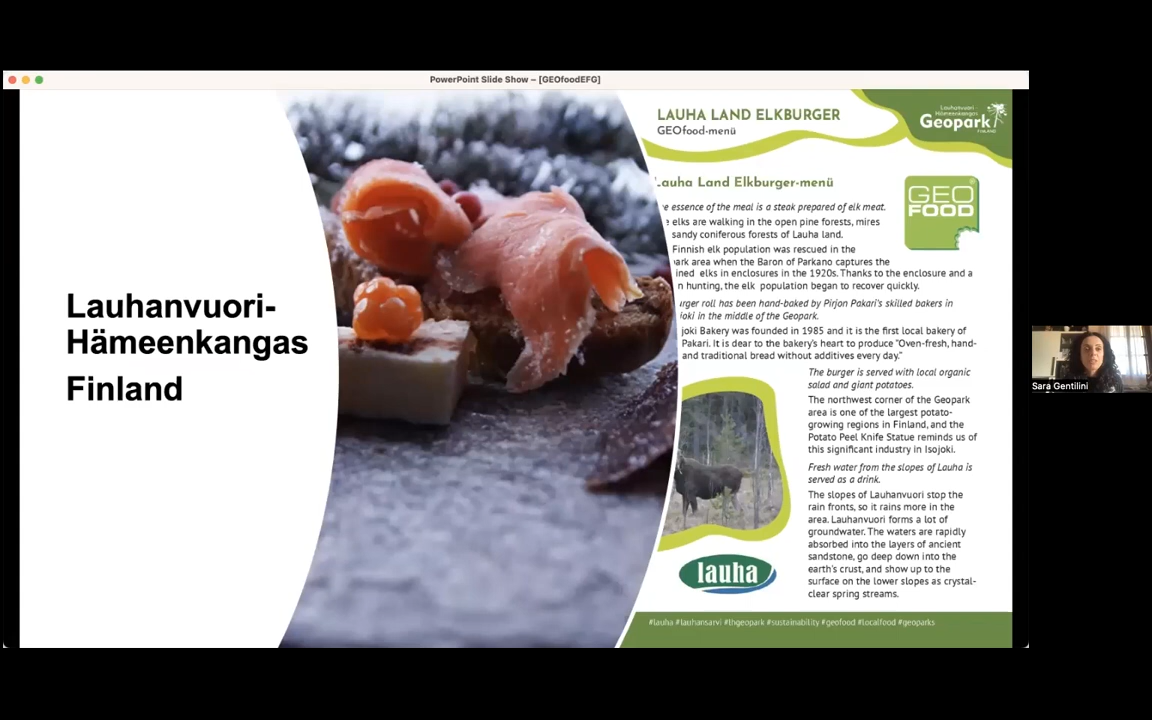 PowerPoint Slide Show – [GEOfoodEFG]
Lauhanvuori-
Hämeenkangas
Finland
LAUHA LAND ELKBURGER
GEOfood-menü
Lauhanvuori -
Hämeenkangas
Geopark
FINLAND
Lauha Land Elkburger-menü
GEO
FOOD
e essence of the meal is a steak prepared of elk meat.
e elks are walking in the open pine forests, mires
sandy coniferous forests of Lauha land.
Finnish elk population was rescued in the
ark area when the Baron of Parkano captures the
ined elks in enclosures in the 1920s. Thanks to the enclosure and a
n hunting, the elk population began to recover quickly.
urger roll has been hand-baked by Pirjon Pakari's skilled bakers in
joki in the middle of the Geopark.
joki Bakery was founded in 1985 and it is the first local bakery of
Pakari. It is dear to the bakery's heart to produce "Oven-fresh, hand-
and traditional bread without additives every day."
The burger is served with local organic
salad and giant potatoes.
The northwest corner of the Geopark
area is one of the largest potato-
growing regions in Finland, and the
Potato Peel Knife Statue reminds us of
this significant industry in Isojoki.
Fresh water from the slopes of Lauha is
served as a drink.
The slopes of Lauhanvuori stop the
rain fronts, so it rains more in the
area. Lauhanvuori forms a lot of
groundwater. The waters are rapidly
absorbed into the layers of ancient
sandstone, go deep down into the
earth's crust, and show up to the
surface on the lower slopes as crystal-
clear spring streams.
lauha
#lauha #lauhansarvi #lhgeopark #sustainability #geofood #localfood #geoparks
Sara Gentilini